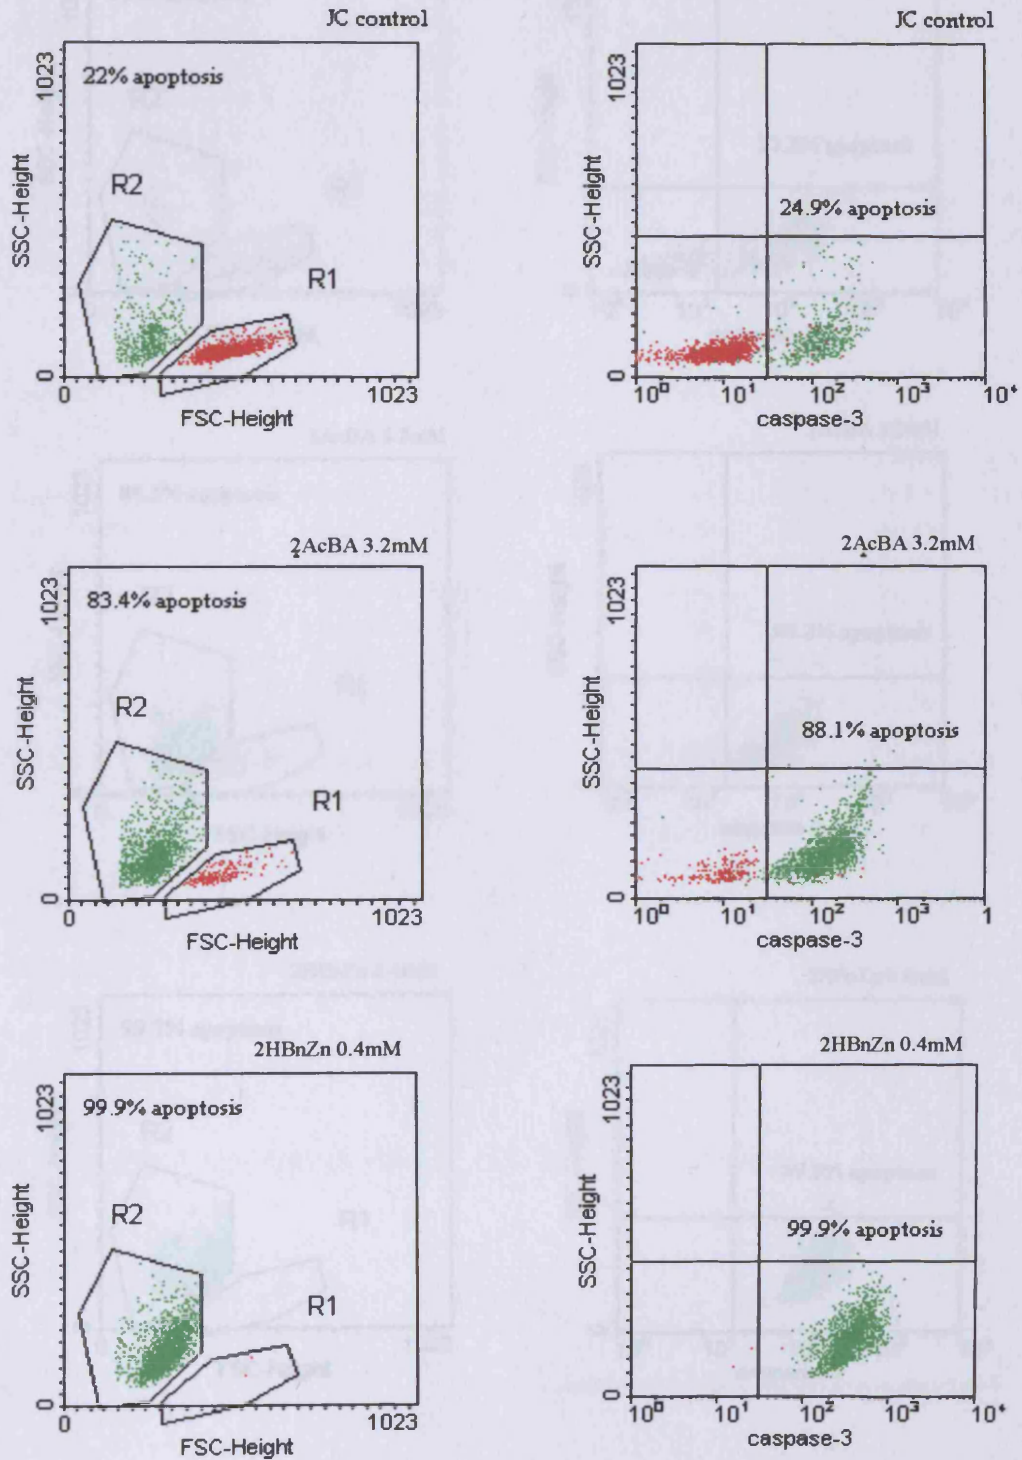 JC control
22% apoptosis
1023
SSC-Height
R2
R1
0
0
1023
FSC-Height
JC control
1023
SSC-Height
24.9% apoptosis
0
10⁰ 10¹ 10² 10³ 10⁴
caspase-3
2AcBA 3.2mM
83.4% apoptosis
1023
SSC-Height
R2
R1
0
0
1023
FSC-Height
2AcBA 3.2mM
1023
SSC-Height
88.1% apoptosis
0
10⁰ 10¹ 10² 10³ 1
caspase-3
2HBnZn 0.4mM
99.9% apoptosis
1023
SSC-Height
R2
R1
0
0
1023
FSC-Height
2HBnZn 0.4mM
1023
SSC-Height
99.9% apoptosis
0
10⁰ 10¹ 10² 10³ 10⁴
caspase-3